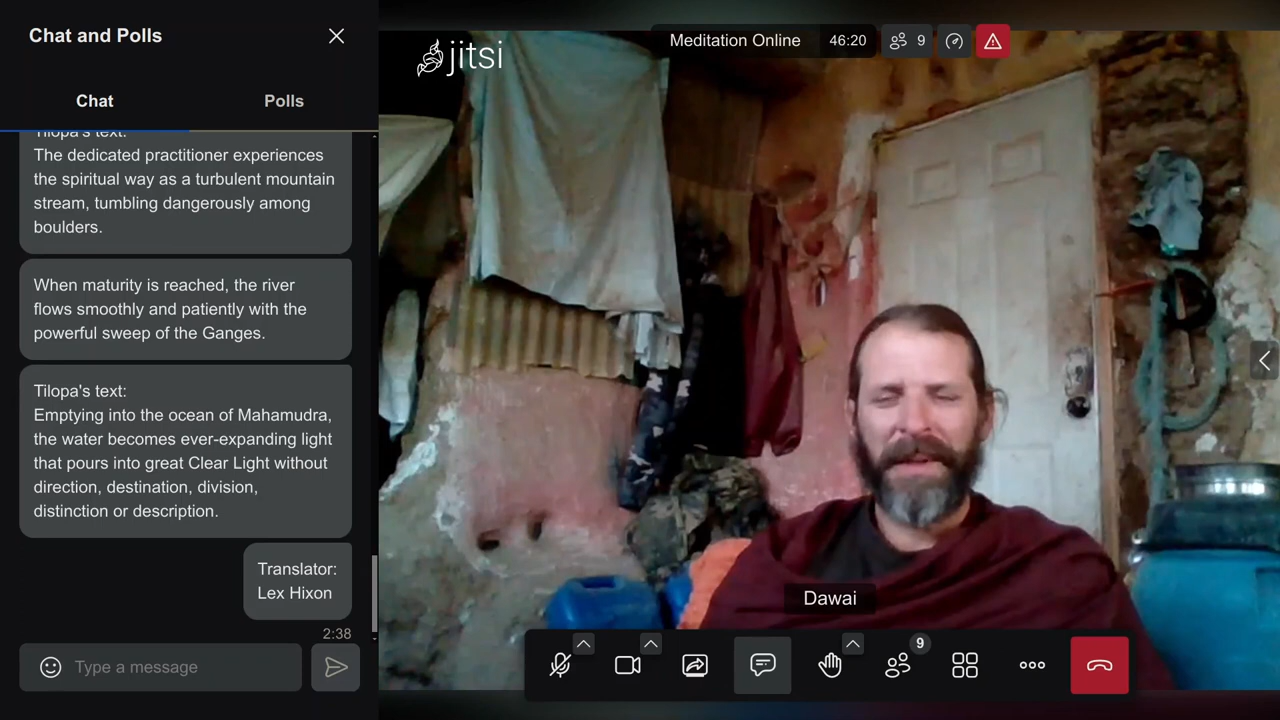 Chat and Polls
Chat
Polls
Tilopa's text:
The dedicated practitioner experiences
the spiritual way as a turbulent mountain
stream, tumbling dangerously among
boulders.
When maturity is reached, the river
flows smoothly and patiently with the
powerful sweep of the Ganges.
Tilopa's text:
Emptying into the ocean of Mahamudra,
the water becomes ever-expanding light
that pours into great Clear Light without
direction, destination, division,
distinction or description.
Translator:
Lex Hixon
2:38
Type a message
jitsi
Meditation Online
46:20
9
Dawai
9